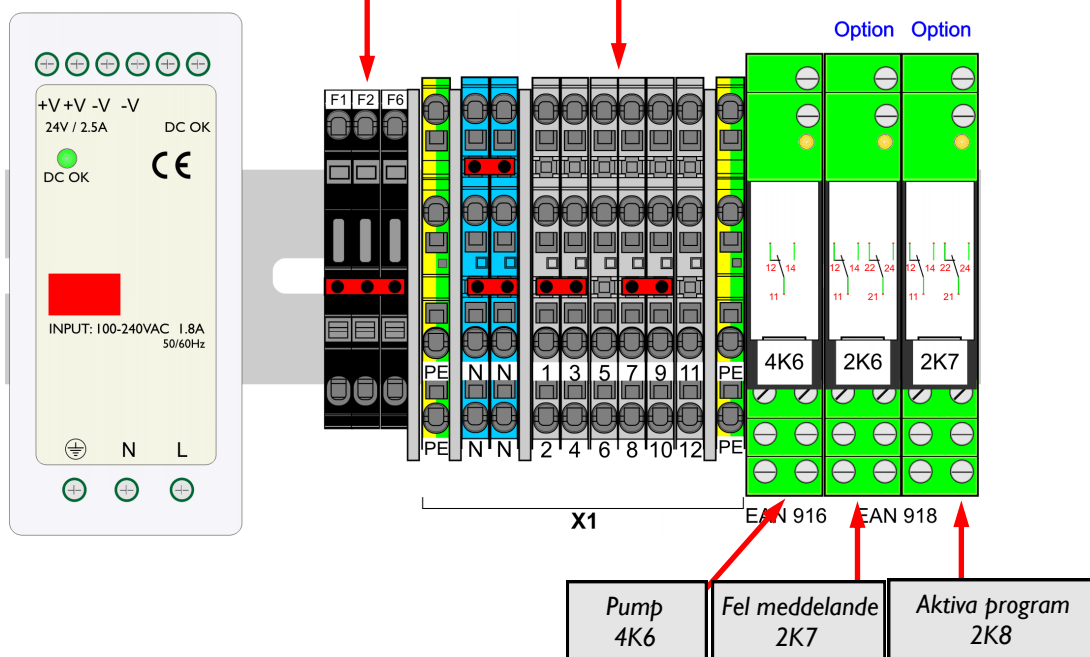 Option Option
+V +V -V -V
24V / 2.5A DC OK
DC OK CE
INPUT: 100-240VAC 1.8A
50/60Hz
N L
F1 F2 F6
PE N N 1 3 5 7 9 11 PE
PE N N 2 4 6 8 10 12 PE
X1
12 14
11
12 14 22 24
11 21
12 14 22 24
11 21
4K6 2K6 2K7
EAN 916 EAN 918
Pump
4K6
Fel meddelande
2K7
Aktiva program
2K8